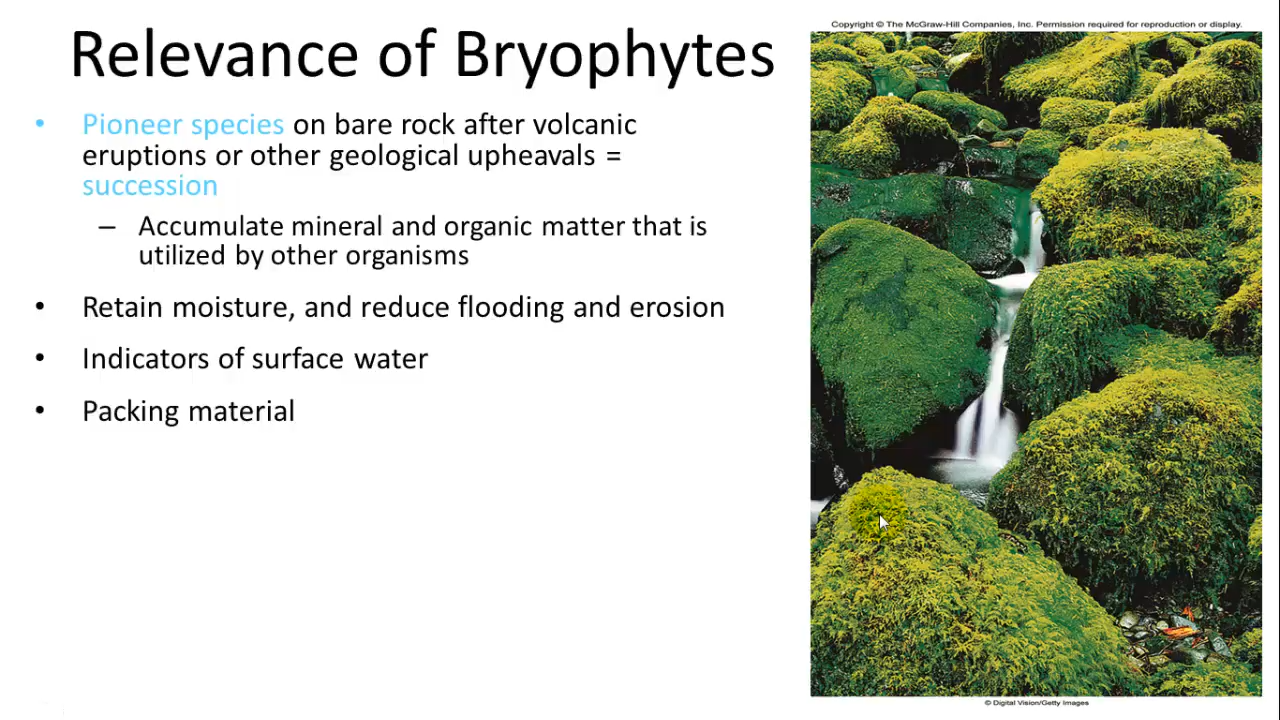 Relevance of Bryophytes
Copyright © The McGraw-Hill Companies, Inc. Permission required for reproduction or display.
• Pioneer species on bare rock after volcanic
eruptions or other geological upheavals =
succession
– Accumulate mineral and organic matter that is
utilized by other organisms
• Retain moisture, and reduce flooding and erosion
• Indicators of surface water
• Packing material
© Digital Vision/Getty Images